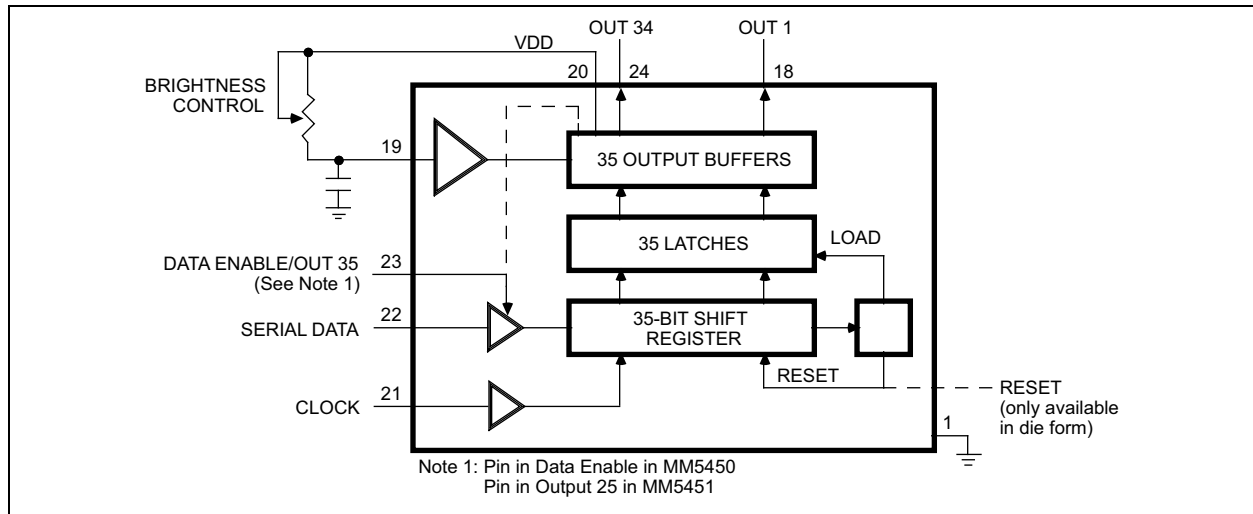 OUT 34
OUT 1
VDD
20
24
18
BRIGHTNESS
CONTROL
19
35 OUTPUT BUFFERS
35 LATCHES
LOAD
DATA ENABLE/OUT 35
(See Note 1)
23
SERIAL DATA
22
35-BIT SHIFT
REGISTER
RESET
CLOCK
21
RESET
(only available
in die form)
1
Note 1: Pin in Data Enable in MM5450
Pin in Output 25 in MM5451